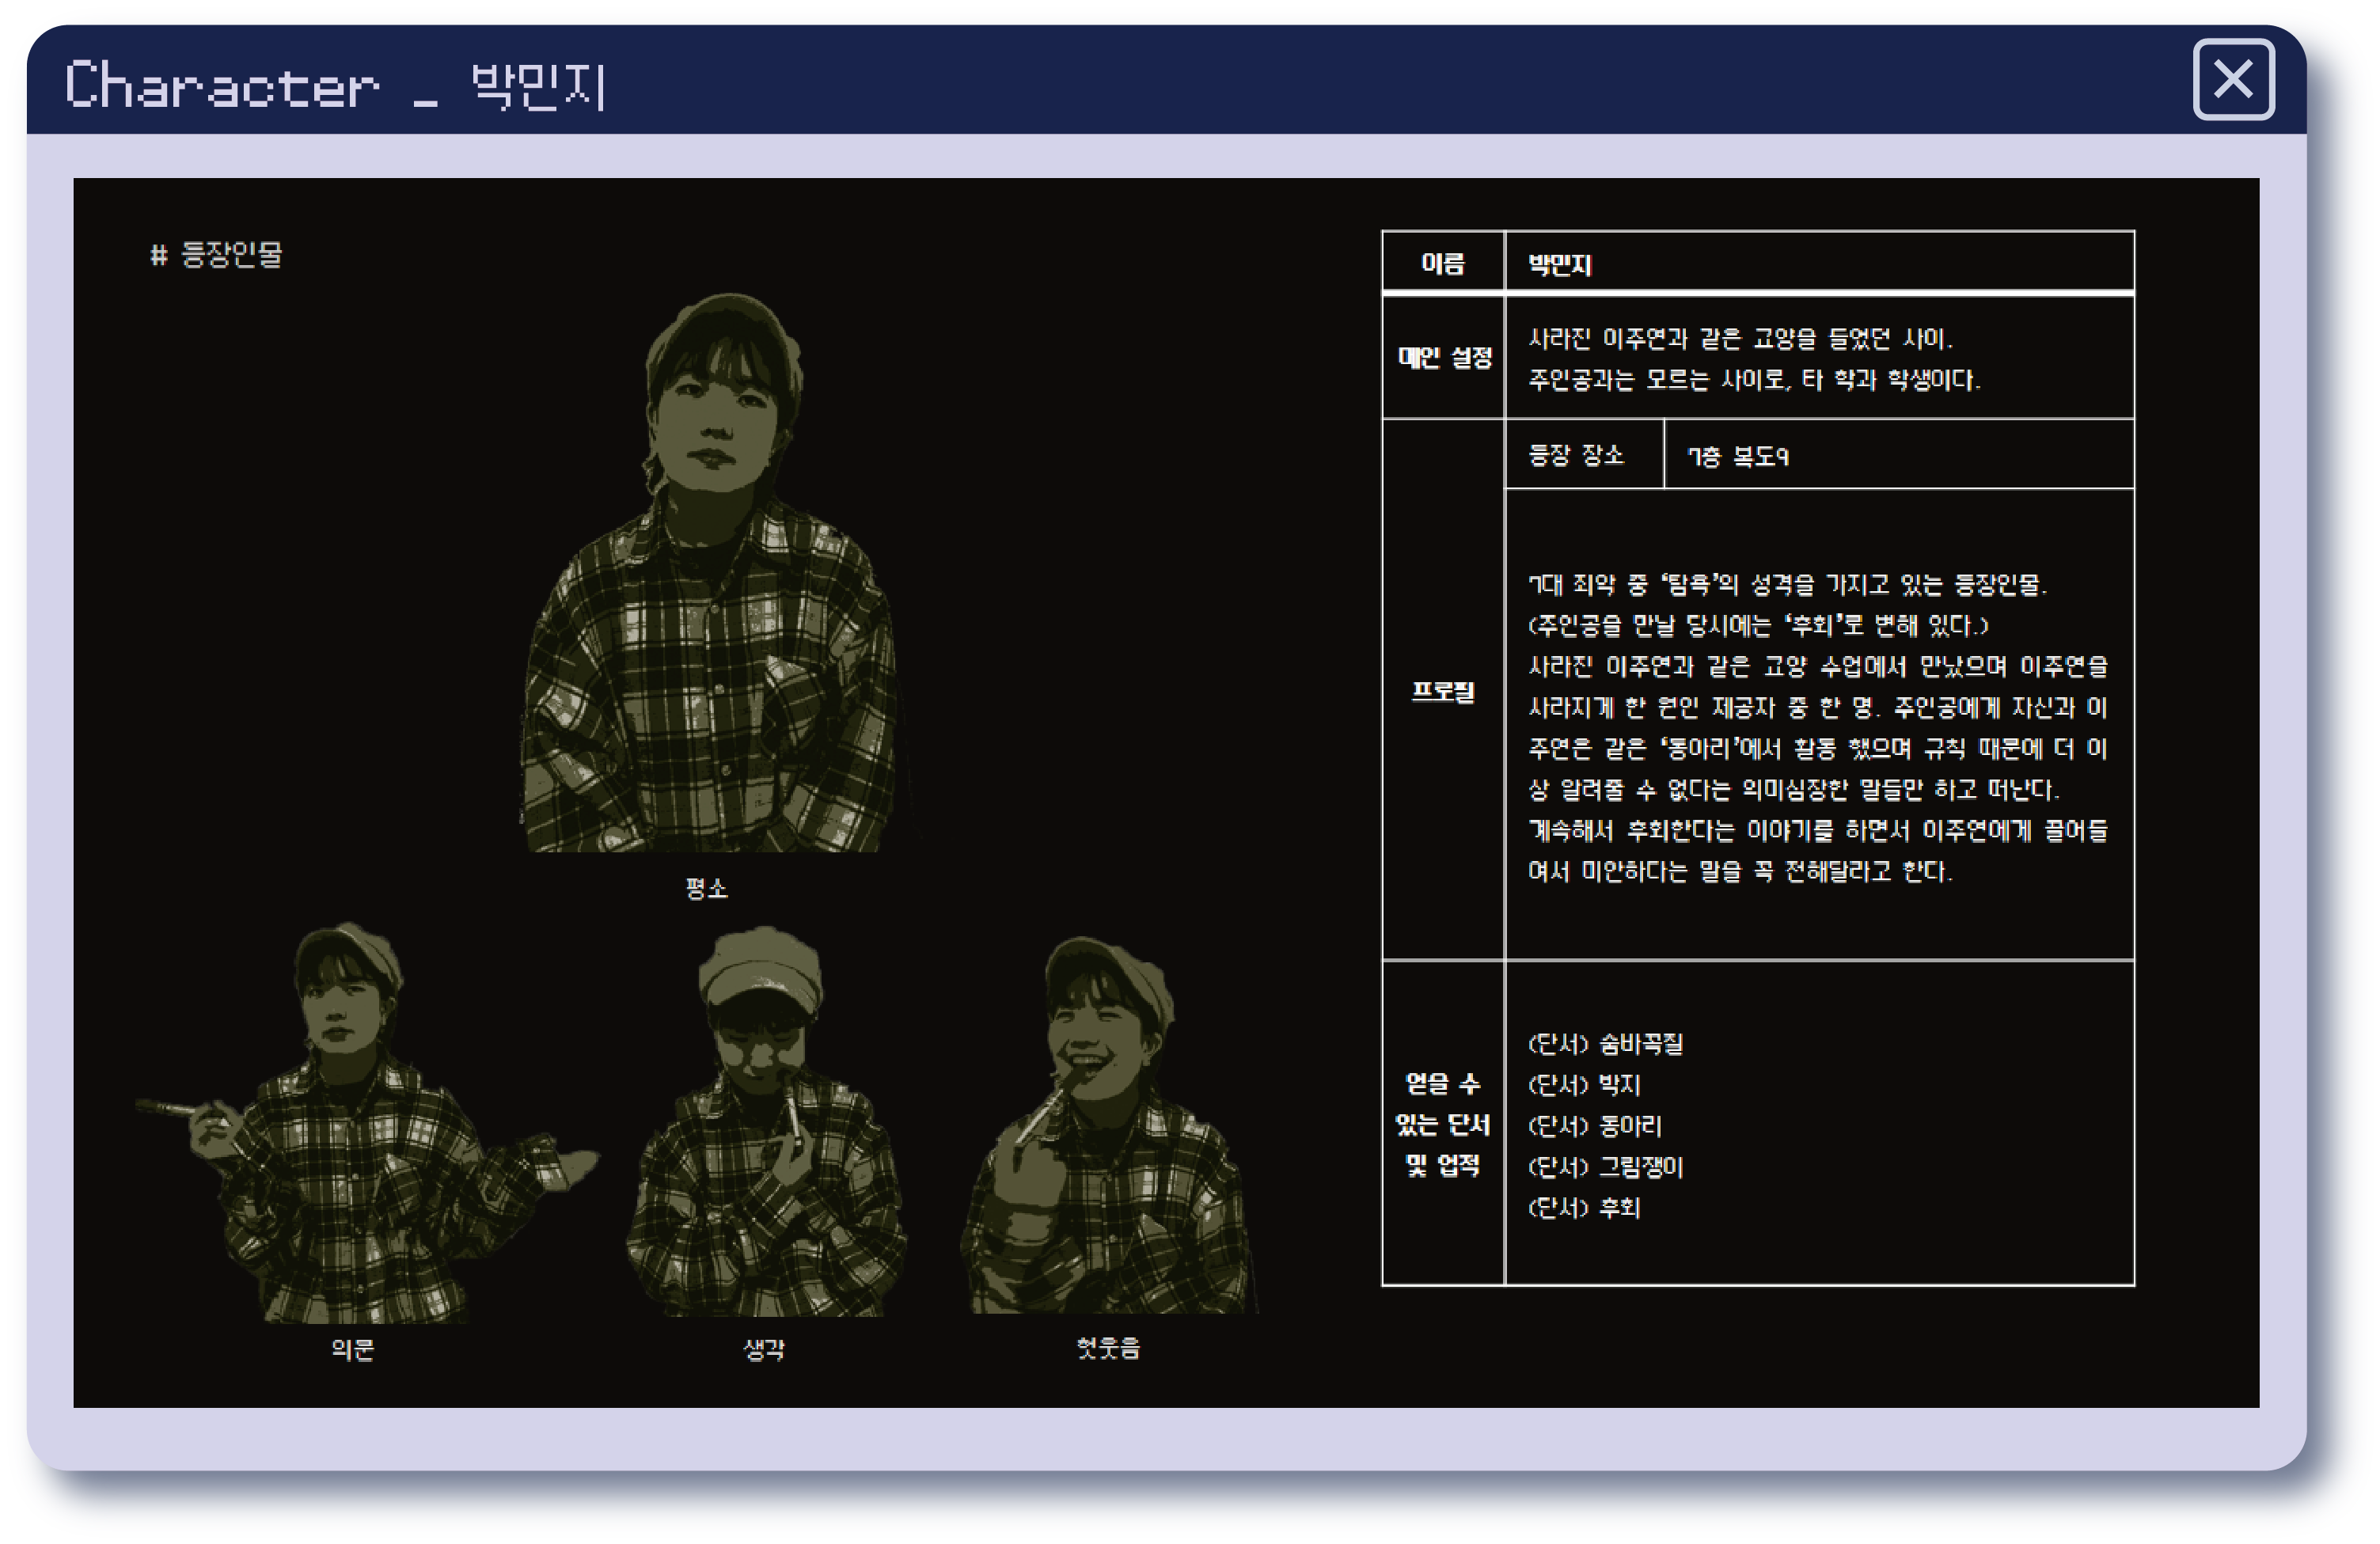 Character _ 박민지
# 등장인물
평소
의문
생각
헛웃음
이름
박민지
메인 설정
사라진 이주연과 같은 교양을 들었던 사이.
주인공과는 모르는 사이로, 타 학과 학생이다.
프로필
등장 장소
7층 복도9
7대 죄악 중 ‘탐욕’의 성격을 가지고 있는 등장인물.
(주인공을 만날 당시에는 ‘후회’로 변해 있다.)
사라진 이주연과 같은 교양 수업에서 만났으며 이주연을
사라지게 한 원인 제공자 중 한 명. 주인공에게 자신과 이
주연은 같은 ‘동아리’에서 활동 했으며 규칙 때문에 더 이
상 알려줄 수 없다는 의미심장한 말들만 하고 떠난다.
계속해서 후회한다는 이야기를 하면서 이주연에게 끌어들
여서 미안하다는 말을 꼭 전해달라고 한다.
얻을 수
있는 단서
및 업적
(단서) 숨바꼭질
(단서) 박지
(단서) 동아리
(단서) 그림쟁이
(단서) 후회